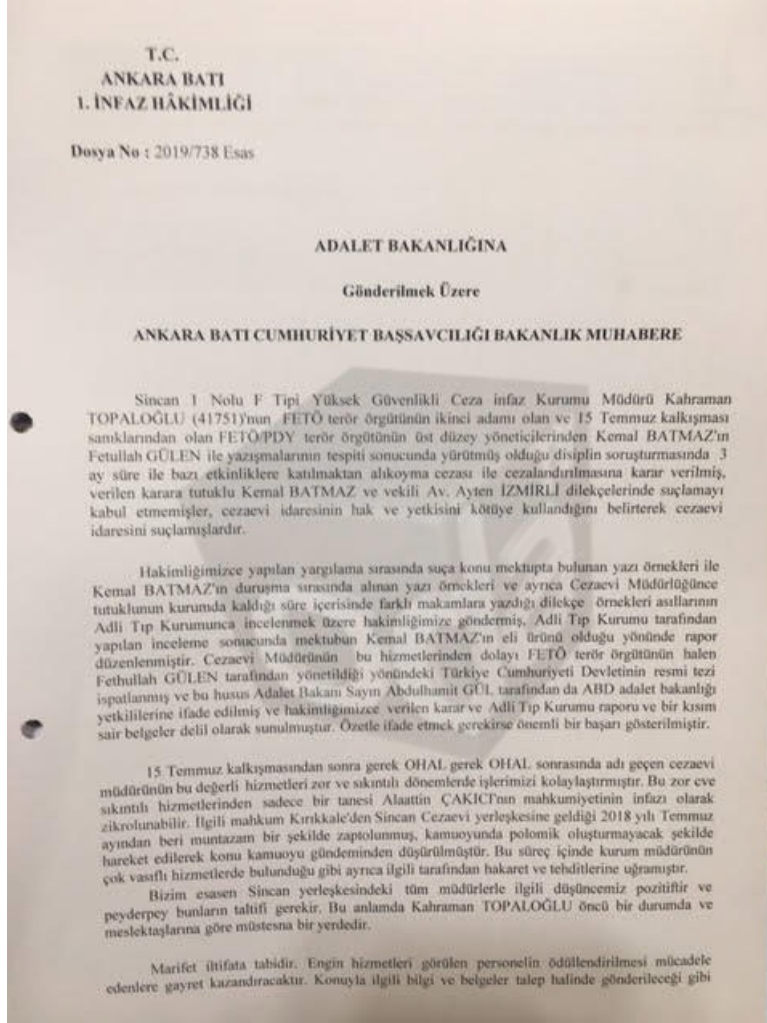 T.C.
ANKARA BATI
1. İNFAZ HÂKİMLİĞİ
Dosya No : 2019/738 Esas
ADALET BAKANLIĞINA
Gönderilmek Üzere
ANKARA BATI CUMHURİYET BAŞSAVCILIĞI BAKANLIK MUHABERE
Sincan 1 Nolu F Tipi Yüksek Güvenlikli Ceza infaz Kurumu Müdürü Kahraman
TOPALOĞLU (41751)'nun FETÖ terör örgütünün ikinci adamı olan ve 15 Temmuz kalkışması
sanıklarından olan FETÖ/PDY terör örgütünün üst düzey yöneticilerinden Kemal BATMAZ'ın
Fetullah GÜLEN ile yazışmalarının tespiti sonucunda yürütmüş olduğu disiplin soruşturmasında 3
ay süre ile bazı etkinliklere katılmaktan alıkoyma cezası ile cezalandırılmasına karar verilmiş,
verilen karara tutuklu Kemal BATMAZ ve vekili Av. Ayten İZMİRLİ dilekçelerinde suçlamayı
kabul etmemişler, cezaevi idaresinin hak ve yetkisini kötüye kullandığını belirterek cezaevi
idaresini suçlamışlardır.
Hakimliğimizce yapılan yargılama sırasında suça konu mektupta bulunan yazı örnekleri ile
Kemal BATMAZ'ın duruşma sırasında alınan yazı örnekleri ve ayrıca Cezaevi Müdürlüğünce
tutuklunun kurumda kaldığı süre içerisinde farklı makamlara yazdığı dilekçe örnekleri asıllarının
Adli Tıp Kurumunca incelenmek üzere hakimliğimize göndermiş, Adli Tıp Kurumu tarafından
yapılan inceleme sonucunda mektubun Kemal BATMAZ'ın eli ürünü olduğu yönünde rapor
düzenlenmiştir. Cezaevi Müdürünün bu hizmetlerinden dolayı FETÖ terör örgütünün halen
Fethullah GÜLEN tarafından yönetildiği yönündeki Türkiye Cumhuriyeti Devletinin resmi tezi
ispatlanmış ve bu husus Adalet Bakanı Sayın Abdulhamit GÜL tarafından da ABD adalet bakanlığı
yetkililerine ifade edilmiş ve hakimliğimizce verilen karar ve Adli Tıp Kurumu raporu ve bir kısım
sair belgeler delil olarak sunulmuştur. Özetle ifade etmek gerekirse önemli bir başarı gösterilmiştir.
15 Temmuz kalkışmasından sonra gerek OHAL gerek OHAL sonrasında adı geçen cezaevi
müdürünün bu değerli hizmetleri zor ve sıkıntılı dönemlerde işlerimizi kolaylaştırmıştır. Bu zor eve
sıkıntılı hizmetlerinden sadece bir tanesi Alaattin ÇAKICI'nın mahkumiyetinin infazı olarak
zikrolunabilir. İlgili mahkum Kırıkkale'den Sincan Cezaevi yerleşkesine geldiği 2018 yılı Temmuz
ayından beri muntazam bir şekilde zaptolunmuş, kamuoyunda polomik oluşturmayacak şekilde
hareket edilerek konu kamuoyu gündeminden düşürülmüştür. Bu süreç içinde kurum müdürünün
çok vasıflı hizmetlerde bulunduğu gibi ayrıca ilgili tarafından hakaret ve tehditlerine uğramıştır.
Bizim esasen Sincan yerleşkesindeki tüm müdürlerle ilgili düşüncemiz pozitiftir ve
peyderpey bunların taltifi gerekir. Bu anlamda Kahraman TOPALOĞLU öncü bir durumda ve
meslektaşlarına göre müstesna bir yerdedir.
Marifet iltifata tabidir. Engin hizmetleri görülen personelin ödüllendirilmesi mücadele
edenlere gayret kazandıracaktır. Konuyla ilgili bilgi ve belgeler talep halinde gönderileceği gibi